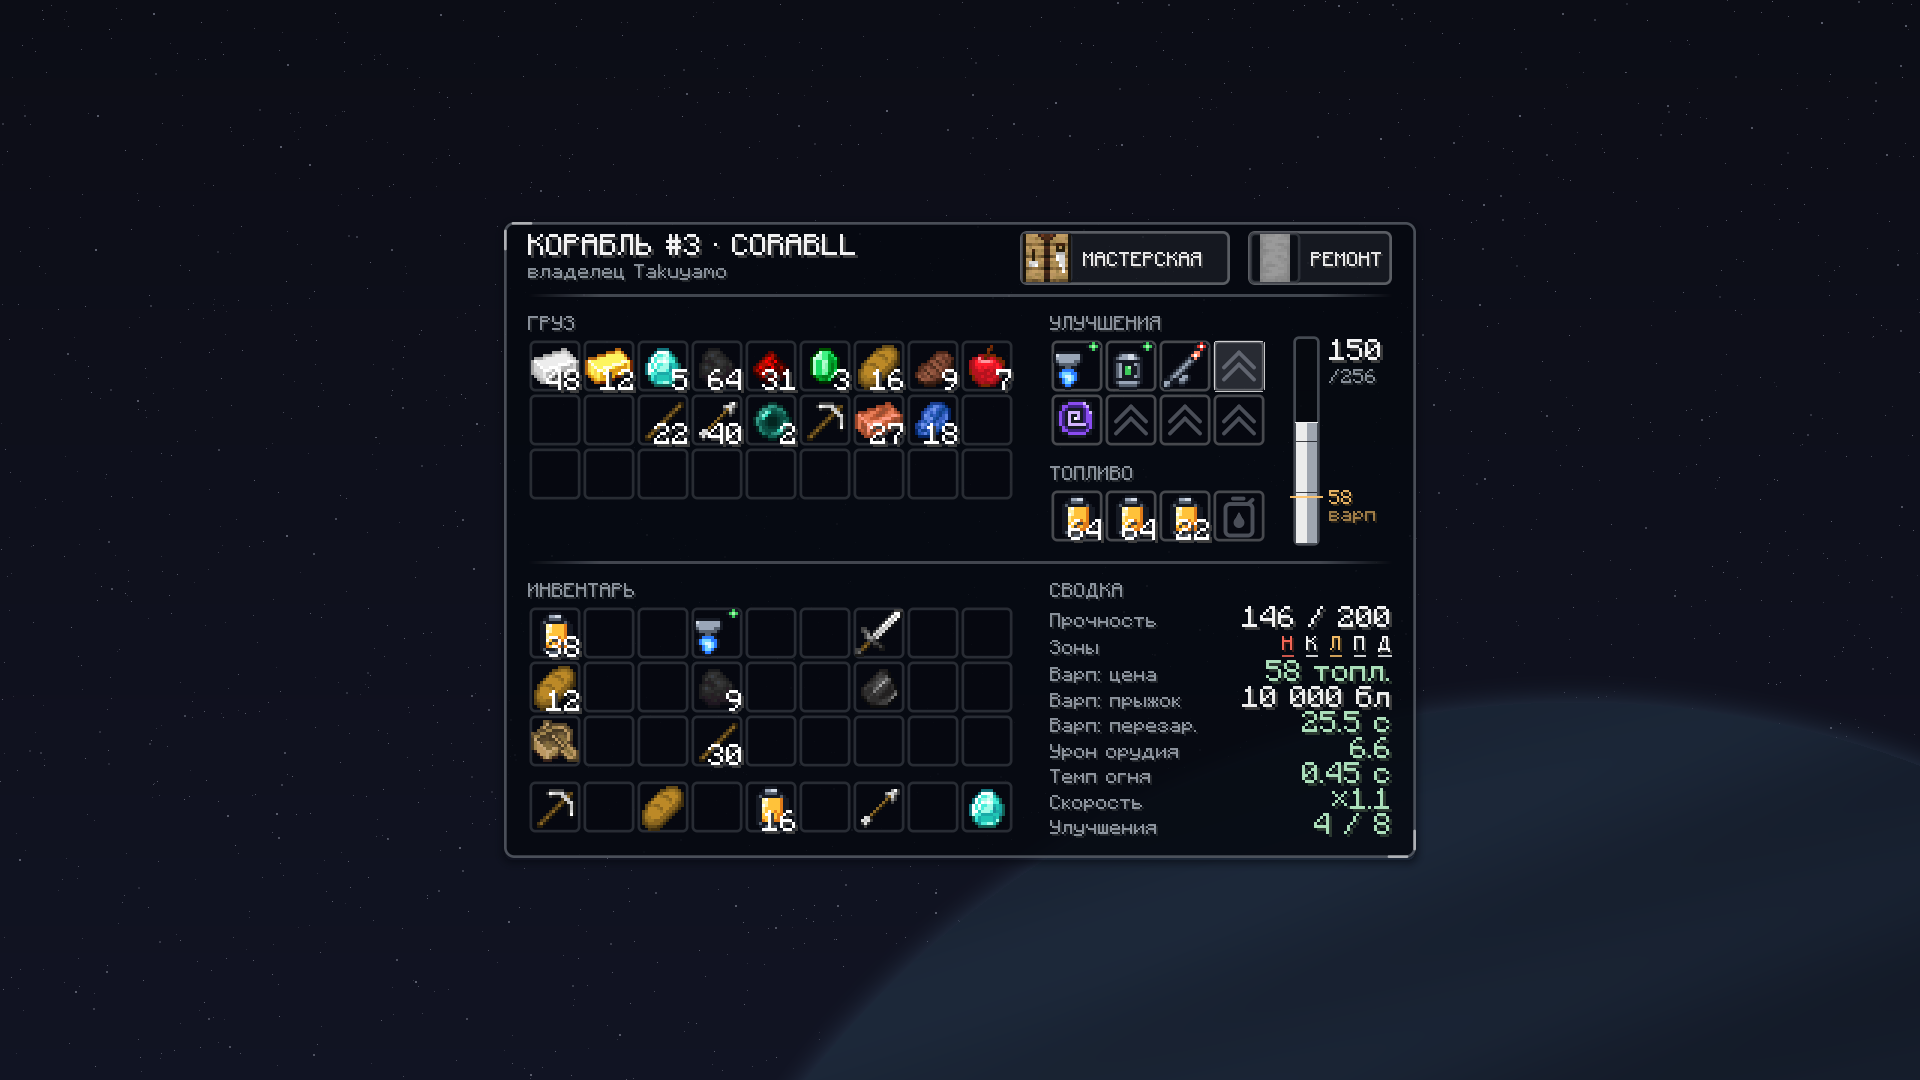 КОРАБЛЬ #3 · CORABLL
владелец Takuyamo
МАСТЕРСКАЯ
РЕМОНТ
ГРУЗ
48 12 5 64 31 3 16 9 7
22 40 2 27 18
УЛУЧШЕНИЯ
150
/256
ТОПЛИВО
64 64 22
58
варп
ИНВЕНТАРЬ
38
12 9
30
16
СВОДКА
Прочность 146 / 200
Зоны Н К Л П Д
Варп: цена 58 топл.
Варп: прыжок 10 000 бл
Варп: перезар. 25.5 с
Урон орудия 6.6
Темп огня 0.45 с
Скорость ×1.1
Улучшения 4 / 8